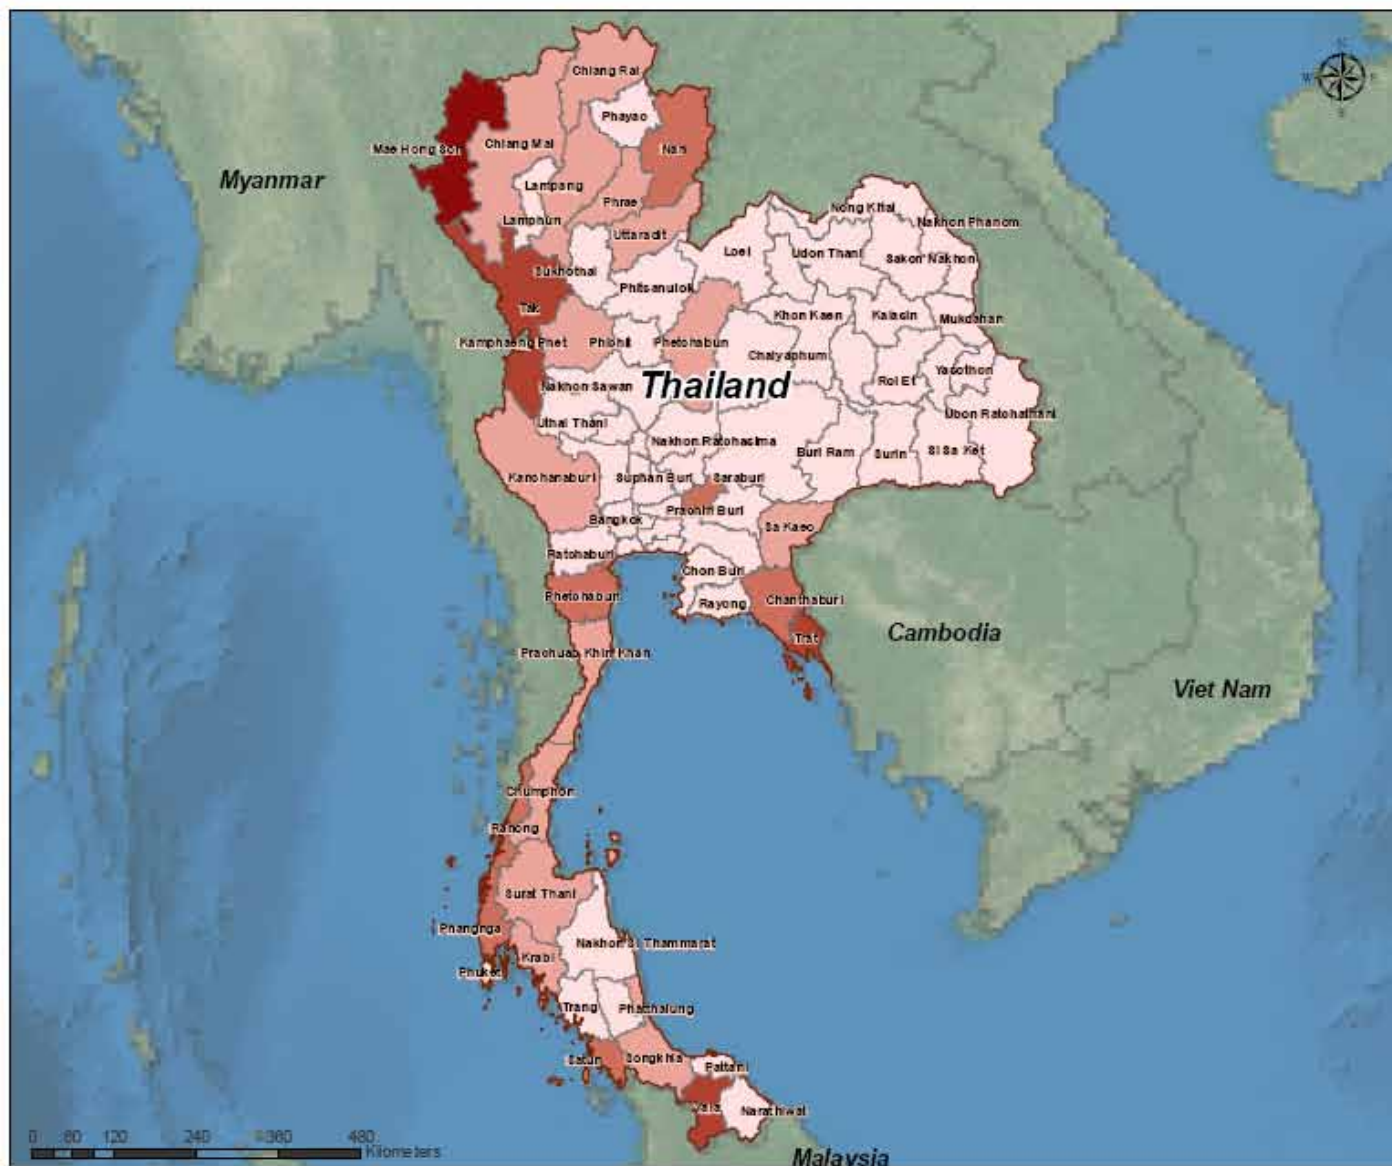 N
W
E
S
Chiang Rai
Phayao
Chiang Mai
Nan
Mae Hong Son
Myanmar
Lampang
Phrae
Nong Khai
Lamphun
Nakhon Phanom
Uttaradit
Loei
Udon Thani
Sakon Nakhon
Sukhothai
Phitsanulok
Tak
Khon Kaen
Kalasin
Mukdahan
Kamphaeng Phet
Phichit
Phetchabun
Chaiyaphum
Yasothon
Roi Et
Thailand
Nakhon Sawan
Ubon Ratchathani
Uthai Thani
Nakhon Ratchasima
Buri Ram
Surin
Si Sa Ket
Kanchanaburi
Suphan Buri
Saraburi
Prachin Buri
Bangkok
Sa Kaeo
Ratchaburi
Chon Buri
Phetchaburi
Rayong
Chanthaburi
Trat
Cambodia
Prachuap Khiri Khan
Viet Nam
Chumphon
Ranong
Surat Thani
Phangnga
Nakhon Si Thammarat
Krabi
Phuket
Trang
Phatthalung
Satun
Songkhla
Pattani
Yala
Narathiwat
0 60 120 240 360 480
Kilometers
Malaysia